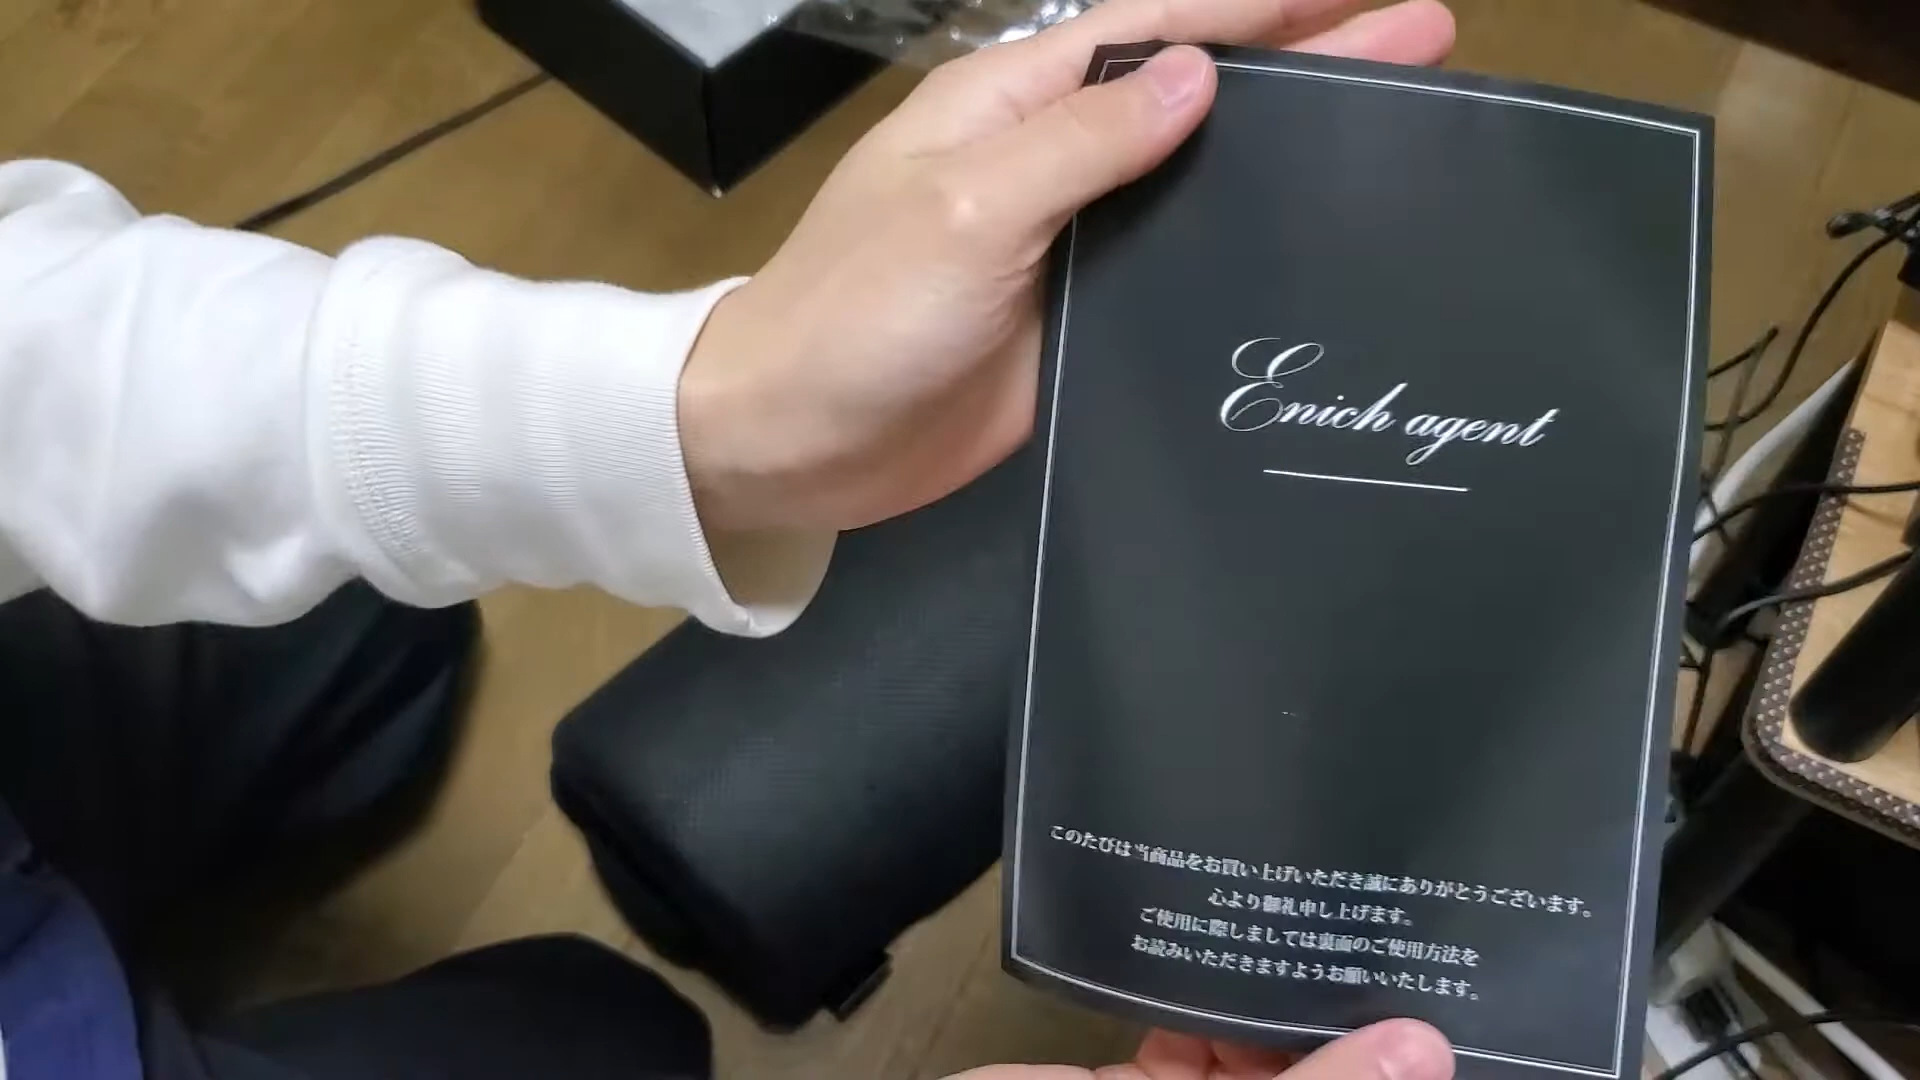 Enich agent
このたびは当商品をお買い上げいただき誠にありがとうございます。
心より御礼申し上げます。
ご使用に際しましては裏面のご使用方法を
お読みいただきますようお願いいたします。